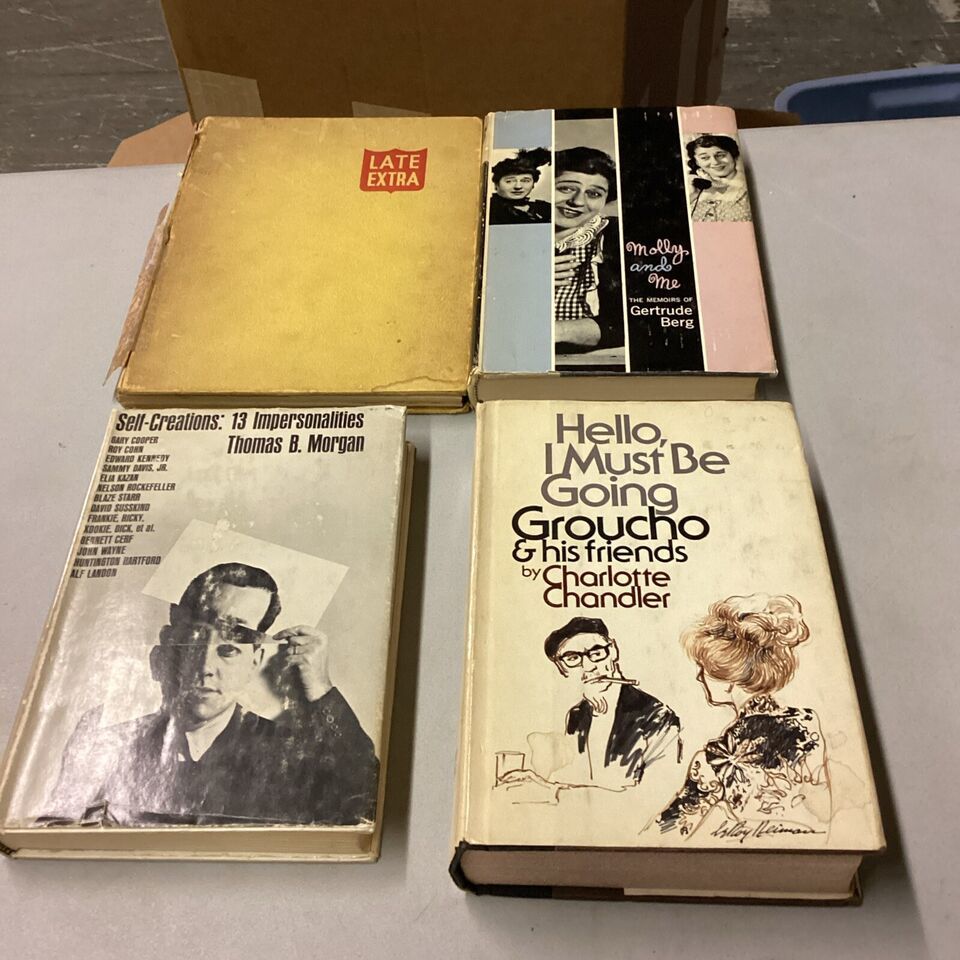 LATE
EXTRA
Molly
and
Me
THE MEMOIRS OF
Gertrude
Berg
Self-Creations: 13 Impersonalities
Thomas B. Morgan
GARY COOPER
ROY COHN
EDWARD KENNEDY
SAMMY DAVIS, JR.
ELIA KAZAN
NELSON ROCKEFELLER
BLAZE STARR
DAVID SUSSKIND
FRANKIE, RICKY,
KOOKIE, DICK, et al.
BENNETT CERF
JOHN WAYNE
HUNTINGTON HARTFORD
ALF LANDON
Hello,
I Must Be
Going
Groucho
& his friends
by Charlotte
Chandler
LeRoy Neiman